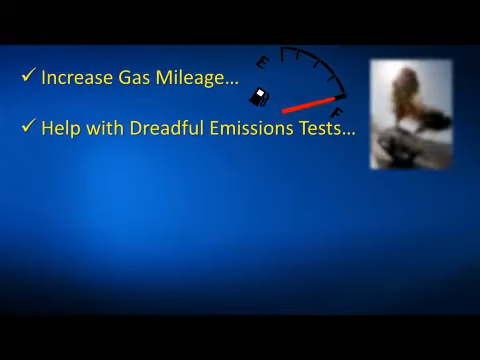 ✓ Increase Gas Mileage…
E
✓ Help with Dreadful Emissions Tests…
F